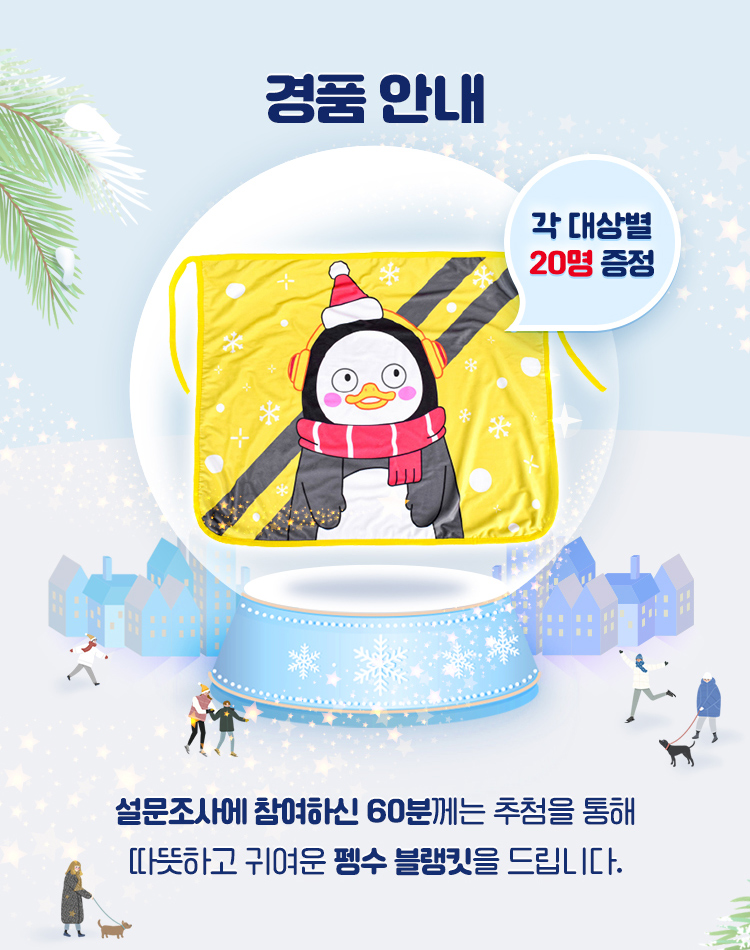 경품 안내
각 대상별
20명 증정
설문조사에 참여하신 60분께는 추첨을 통해
따뜻하고 귀여운 펭수 블랭킷을 드립니다.